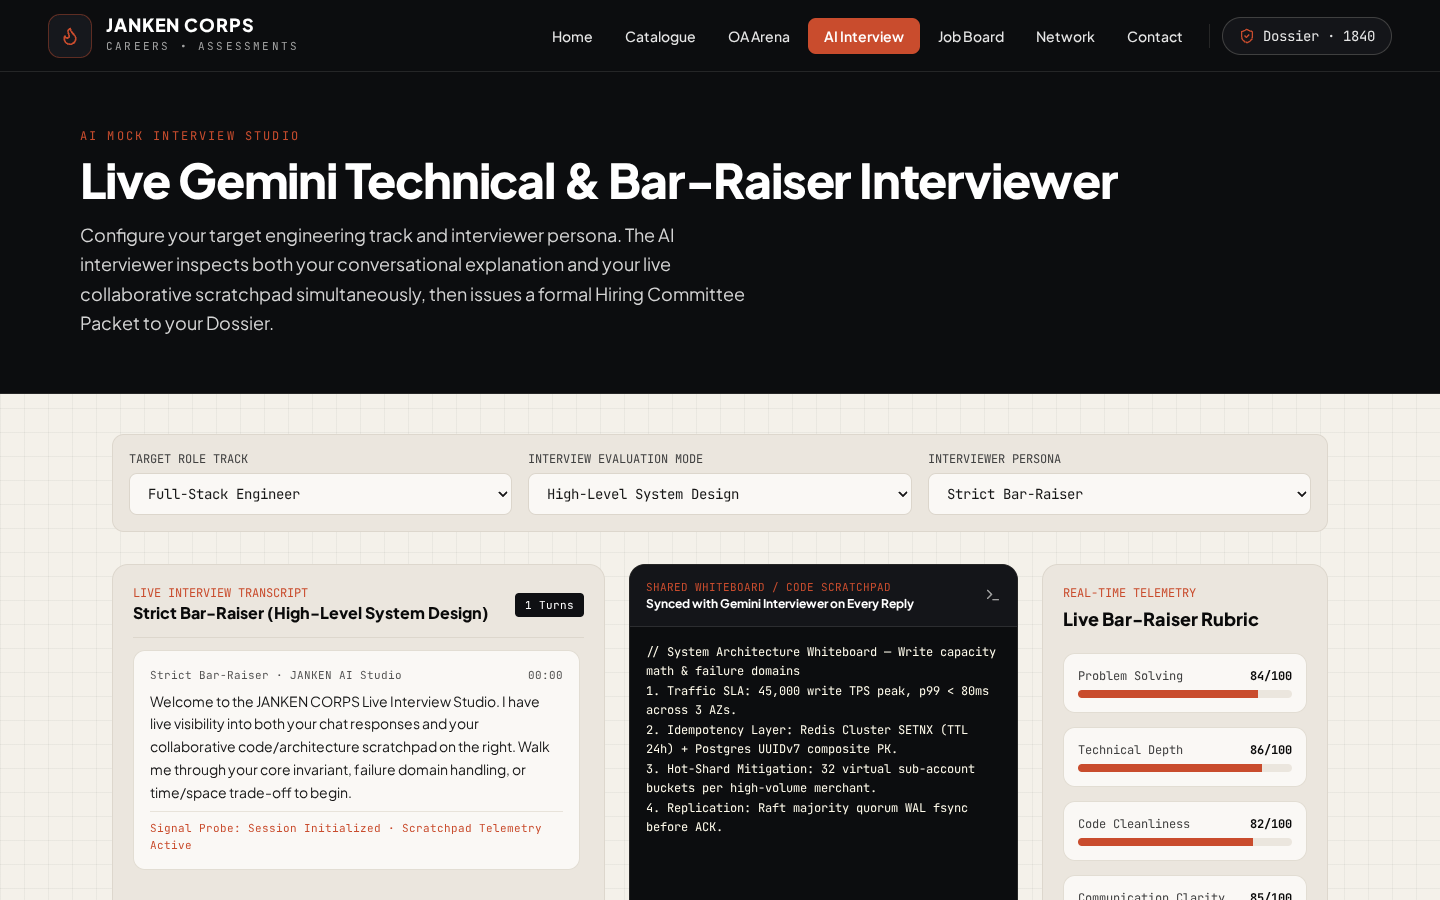 JANKEN CORPS
CAREERS • ASSESSMENTS
Home
Catalogue
OA Arena
AI Interview
Job Board
Network
Contact
Dossier · 1840
AI MOCK INTERVIEW STUDIO
Live Gemini Technical & Bar-Raiser Interviewer
Configure your target engineering track and interviewer persona. The AI
interviewer inspects both your conversational explanation and your live
collaborative scratchpad simultaneously, then issues a formal Hiring Committee
Packet to your Dossier.
TARGET ROLE TRACK
Full-Stack Engineer
INTERVIEW EVALUATION MODE
High-Level System Design
INTERVIEWER PERSONA
Strict Bar-Raiser
LIVE INTERVIEW TRANSCRIPT
Strict Bar-Raiser (High-Level System Design)
1 Turns
Strict Bar-Raiser · JANKEN AI Studio
00:00
Welcome to the JANKEN CORPS Live Interview Studio. I have
live visibility into both your chat responses and your
collaborative code/architecture scratchpad on the right. Walk
me through your core invariant, failure domain handling, or
time/space trade-off to begin.
Signal Probe: Session Initialized · Scratchpad Telemetry
Active
SHARED WHITEBOARD / CODE SCRATCHPAD
Synced with Gemini Interviewer on Every Reply
// System Architecture Whiteboard — Write capacity
math & failure domains
1. Traffic SLA: 45,000 write TPS peak, p99 < 80ms
across 3 AZs.
2. Idempotency Layer: Redis Cluster SETNX (TTL
24h) + Postgres UUIDv7 composite PK.
3. Hot-Shard Mitigation: 32 virtual sub-account
buckets per high-volume merchant.
4. Replication: Raft majority quorum WAL fsync
before ACK.
REAL-TIME TELEMETRY
Live Bar-Raiser Rubric
Problem Solving
84/100
Technical Depth
86/100
Code Cleanliness
82/100
Communication Clarity
85/100